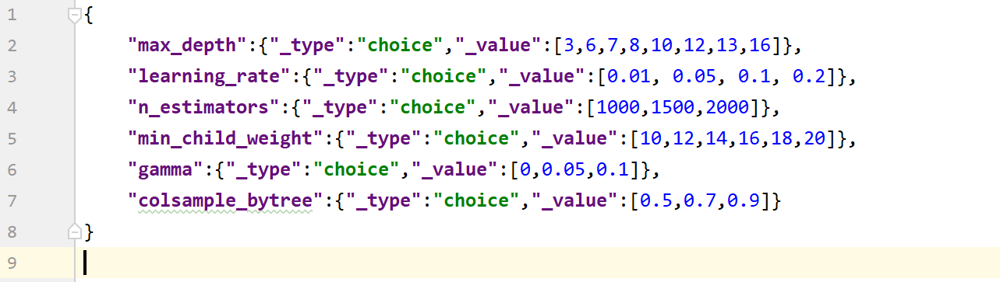 1 {
2 "max_depth":{"_type":"choice","_value":[3,6,7,8,10,12,13,16]},
3 "learning_rate":{"_type":"choice","_value":[0.01, 0.05, 0.1, 0.2]},
4 "n_estimators":{"_type":"choice","_value":[1000,1500,2000]},
5 "min_child_weight":{"_type":"choice","_value":[10,12,14,16,18,20]},
6 "gamma":{"_type":"choice","_value":[0,0.05,0.1]},
7 "colsample_bytree":{"_type":"choice","_value":[0.5,0.7,0.9]}
8 }
9